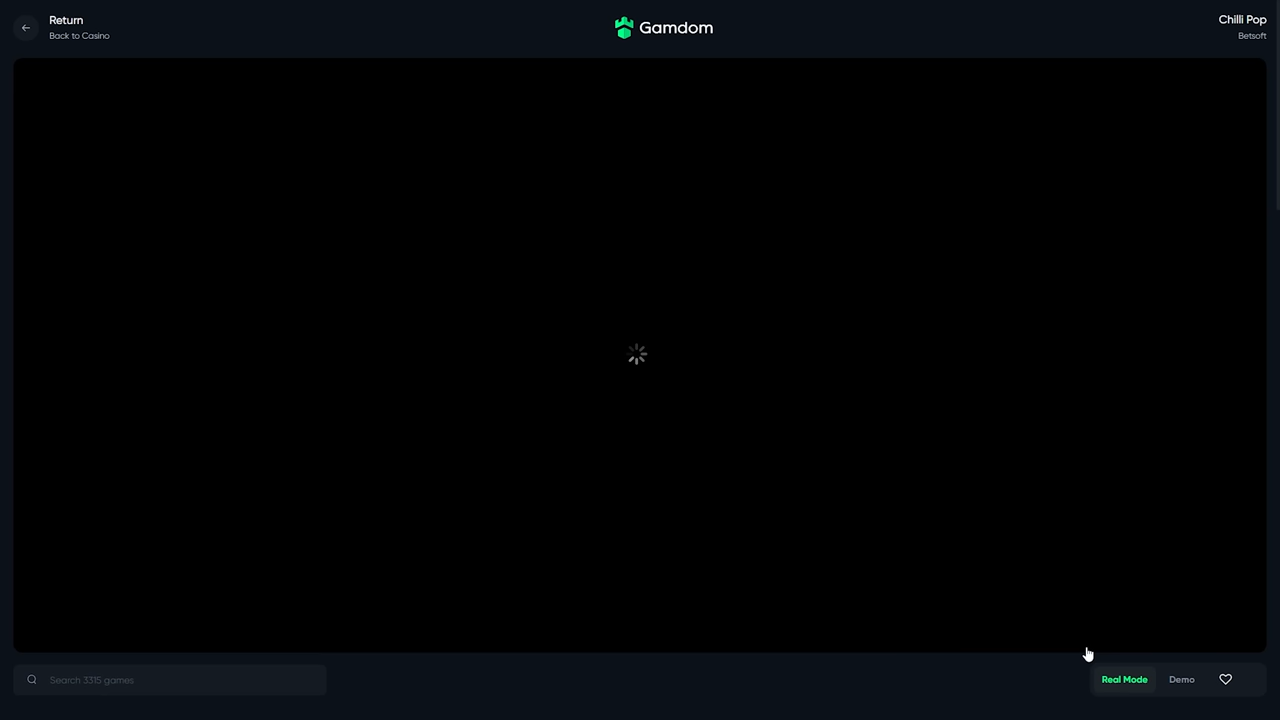 Return
Back to Casino
Gamdom
Chilli Pop
Betsoft
Search 3315 games
Real Mode
Demo